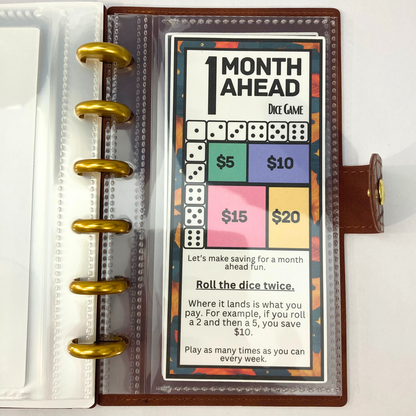 1 MONTH
AHEAD
DICE GAME
$5 $10
$15 $20
Let's make saving for a month
ahead fun.
Roll the dice twice.
Where it lands is what you
pay. For example, if you roll
a 2 and then a 5, you save
$10.
Play as many times as you can
every week.